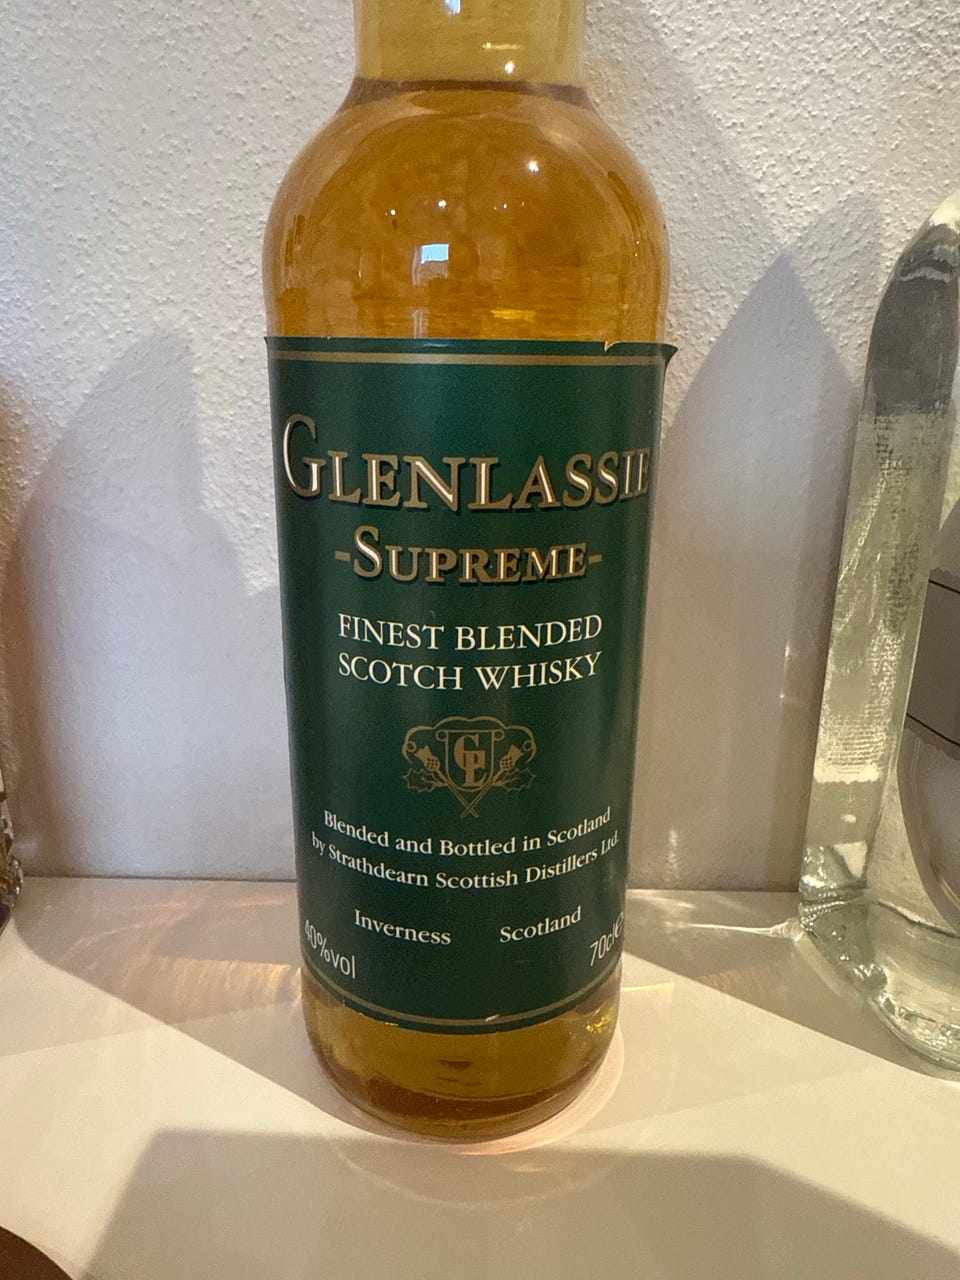 GLENLASSIE
-SUPREME-
FINEST BLENDED
SCOTCH WHISKY
GL
Blended and Bottled in Scotland
by Strathdearn Scottish Distillers Ltd.
Inverness Scotland
40%vol 70cl℮